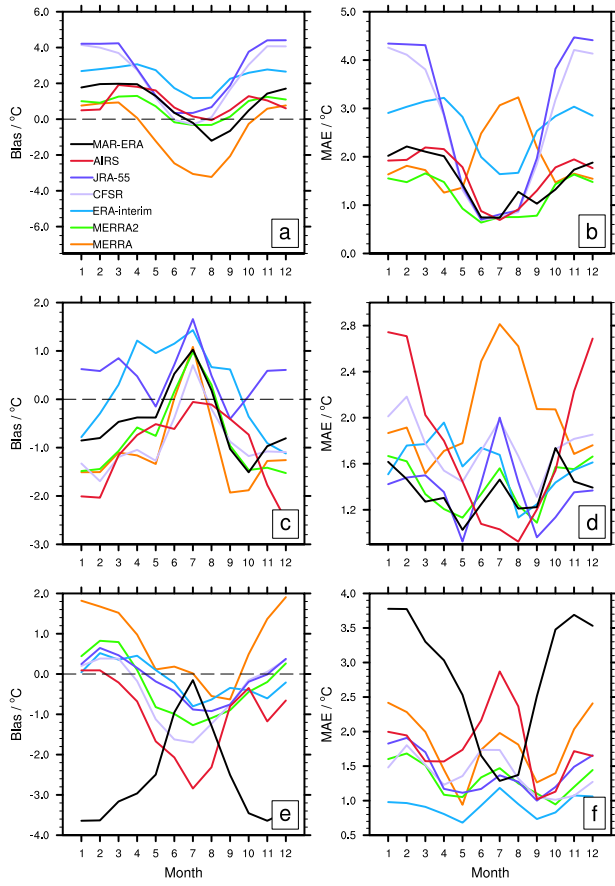 6.0
4.0
2.0
0.0
-3.0
-6.0
Bias / °C
MAR-ERA
AIRS
JRA-55
CFSR
ERA-interim
MERRA2
MERRA
a
1 2 3 4 5 6 7 8 9 10 11 12
5.0
4.0
3.0
2.0
1.0
0.0
MAE / °C
b
1 2 3 4 5 6 7 8 9 10 11 12
2.0
1.0
0.0
-1.0
-2.0
-3.0
Bias / °C
c
1 2 3 4 5 6 7 8 9 10 11 12
2.8
2.4
2.0
1.6
1.2
MAE / °C
d
1 2 3 4 5 6 7 8 9 10 11 12
2.0
1.0
0.0
-1.0
-2.0
-3.0
-4.0
Bias / °C
e
1 2 3 4 5 6 7 8 9 10 11 12
Month
4.0
3.5
3.0
2.5
2.0
1.5
1.0
0.5
MAE / °C
f
1 2 3 4 5 6 7 8 9 10 11 12
Month